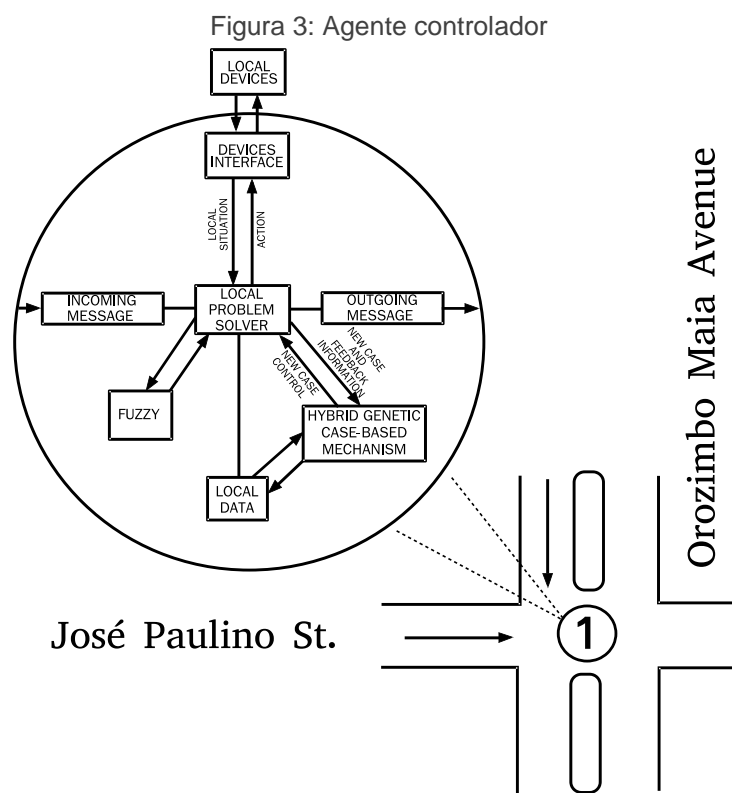 Figura 3: Agente controlador
LOCAL
DEVICES
DEVICES
INTERFACE
LOCAL
SITUATION
ACTION
INCOMING
MESSAGE
LOCAL
PROBLEM
SOLVER
OUTGOING
MESSAGE
NEW CASE
AND
FEEDBACK
INFORMATION
NEW CASE
CONTROL
FUZZY
HYBRID GENETIC
CASE-BASED
MECHANISM
LOCAL
DATA
Orozimbo Maia Avenue
José Paulino St.
1